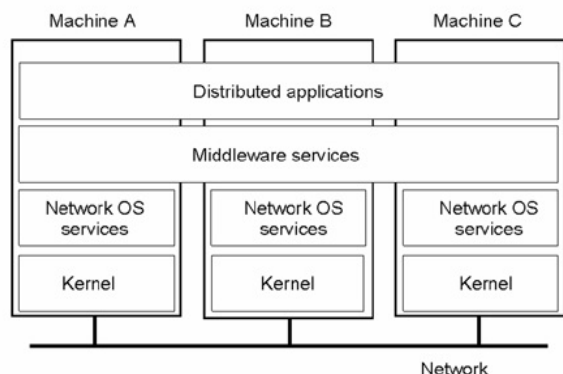 Machine A
Machine B
Machine C
Distributed applications
Middleware services
Network OS
services
Network OS
services
Network OS
services
Kernel
Kernel
Kernel
Network